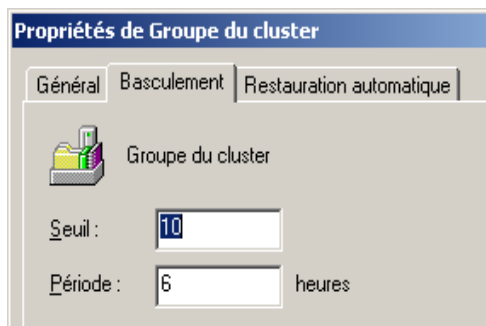 Propriétés de Groupe du cluster
Général Basculement Restauration automatique
Groupe du cluster
Seuil : 10
Période : 6 heures